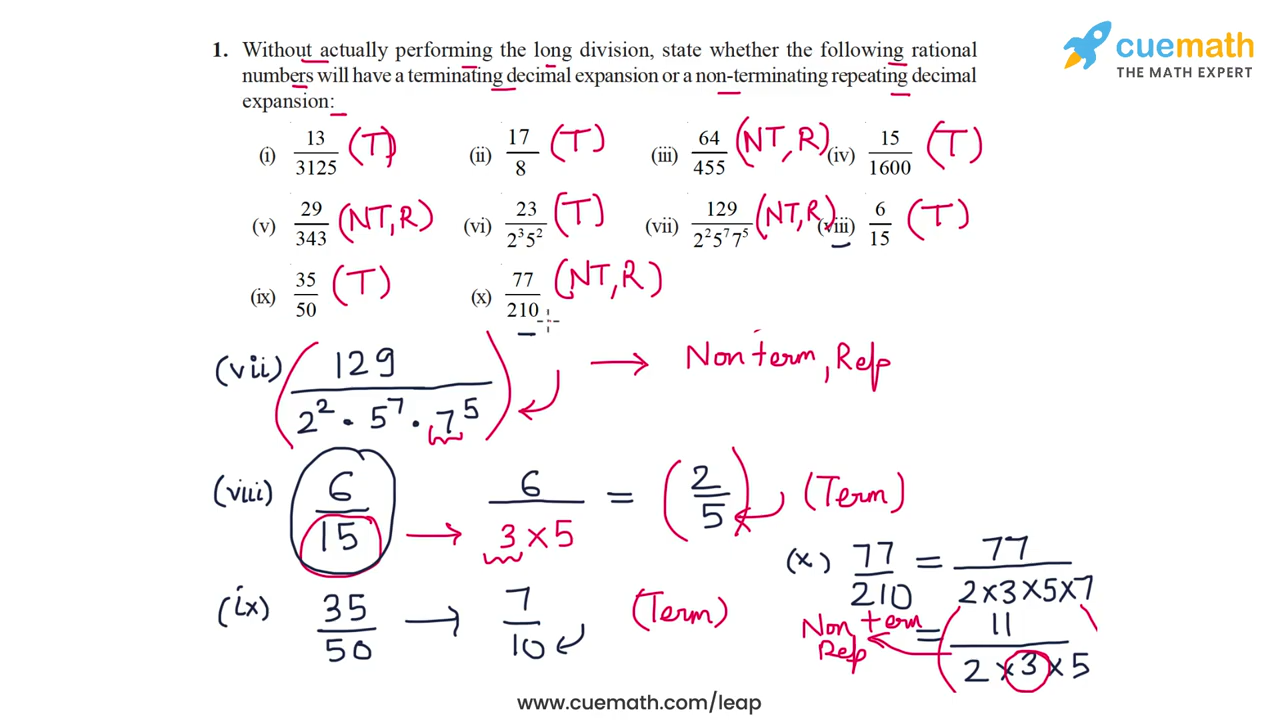 cuemath
THE MATH EXPERT
1. Without actually performing the long division, state whether the following rational
numbers will have a terminating decimal expansion or a non-terminating repeating decimal
expansion:
(i) 13/3125 (T) (ii) 17/8 (T) (iii) 64/455 (NT, R) (iv) 15/1600 (T)
(v) 29/343 (NT, R) (vi) 23/2³5² (T) (vii) 129/2²5⁷7⁵ (NT, R) (viii) 6/15 (T)
(ix) 35/50 (T) (x) 77/210 (NT, R)
(vii) (129/2² · 5⁷ · 7⁵) → Non term, Rep
(viii) 6/15 → 6/3×5 = (2/5) (Term)
(ix) 35/50 → 7/10 (Term)
(x) 77/210 = 77/2×3×5×7
= (11/2×3×5)
Non term
Rep
www.cuemath.com/leap